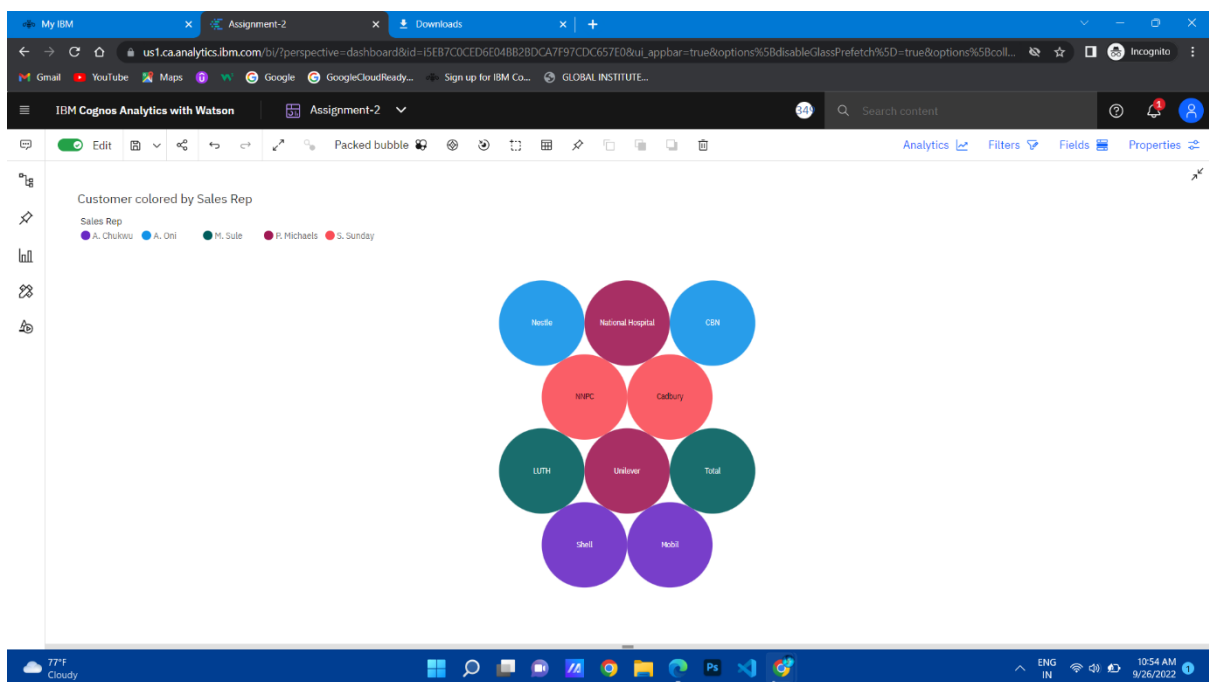 My IBM
Assignment-2
Downloads
us1.ca.analytics.ibm.com/bi/?perspective=dashboard&id=i5EB7C0CED6E04BB2BDCA7F97CDC657E0&ui_appbar=true&options%5BdisableGlassPrefetch%5D=true&options%5Bcoll...
Incognito
Gmail YouTube Maps Google GoogleCloudReady... Sign up for IBM Co... GLOBAL INSTITUTE...
IBM Cognos Analytics with Watson Assignment-2 Search content 1
Edit Packed bubble Analytics Filters Fields Properties
Customer colored by Sales Rep
Sales Rep
A. Chukwu A. Oni M. Sule P. Michaels S. Sunday
Nestle National Hospital CBN
NNPC Cadbury
LUTH Unilever Total
Shell Mobil
77°F
Cloudy
Ps
ENG
IN
10:54 AM
9/26/2022
1